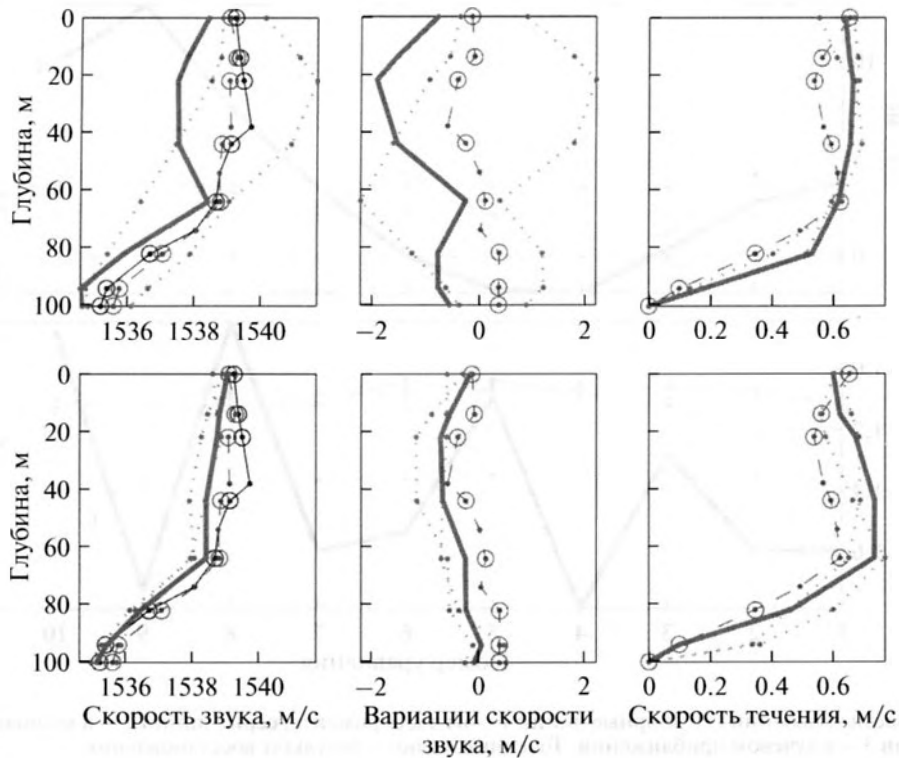 0
20
40
60
80
100
Глубина, м
1536 1538 1540
−2 0 2
0 0.2 0.4 0.6
0
20
40
60
80
100
Глубина, м
1536 1538 1540
−2 0 2
0 0.2 0.4 0.6
Скорость звука, м/с
Вариации скорости
звука, м/с
Скорость течения, м/с